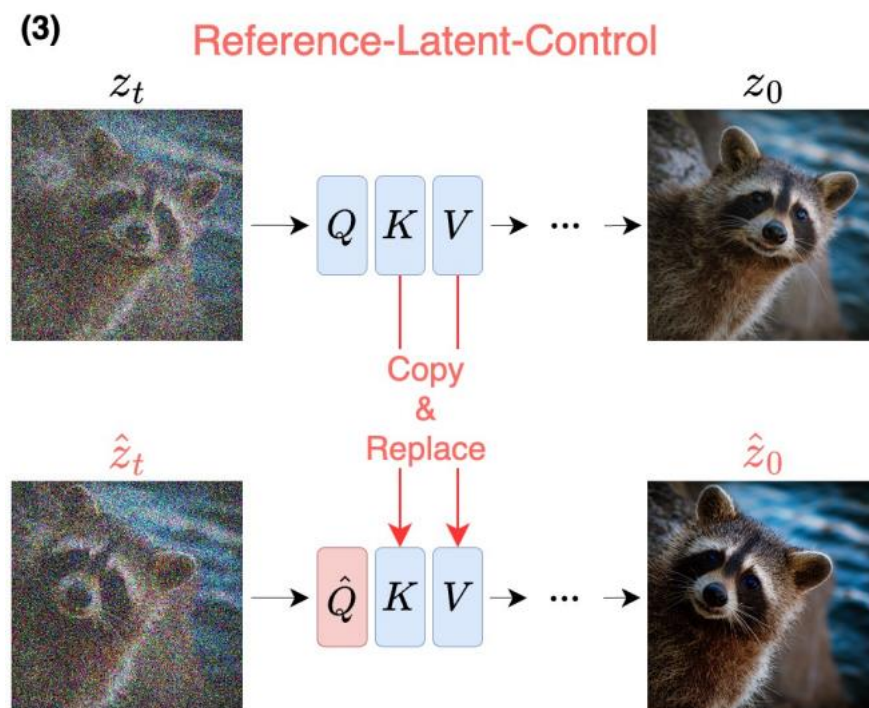 (3)
Reference-Latent-Control
z_t
z_0
Q K V ...
Copy
&
Replace
ẑ_t
ẑ_0
Q̂ K V ...